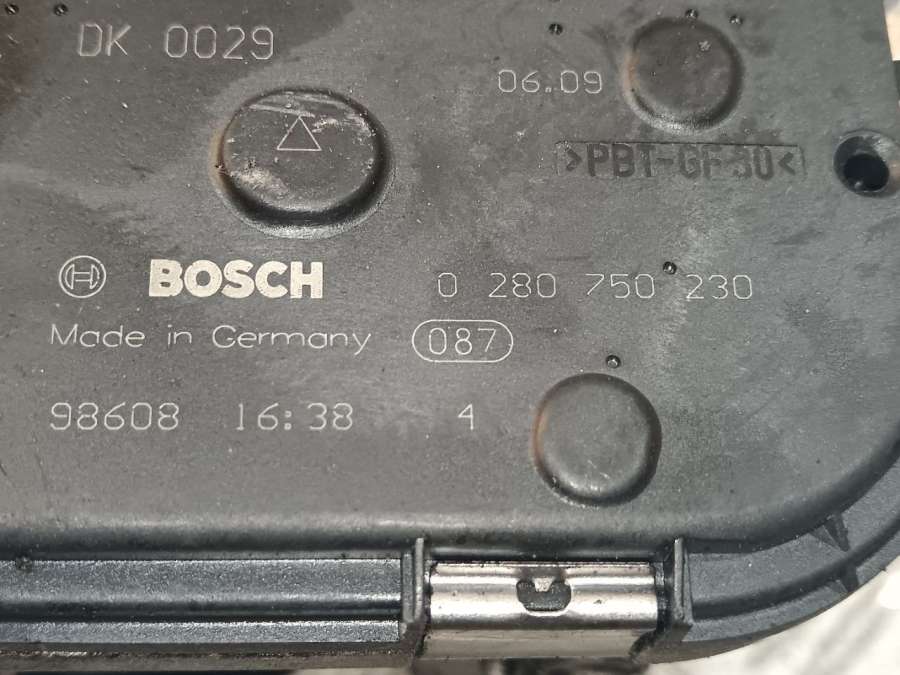 DK 0029
06.09
>PBT-GF30<
BOSCH 0 280 750 230
Made in Germany 087
98608 16:38 4